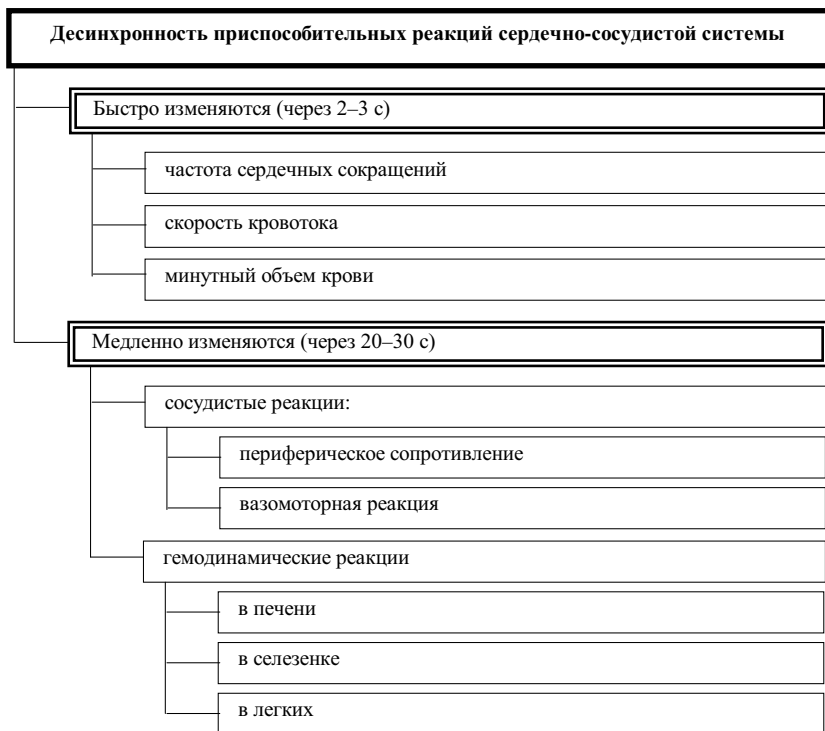 Десинхронность приспособительных реакций сердечно-сосудистой системы
Быстро изменяются (через 2–3 с)
частота сердечных сокращений
скорость кровотока
минутный объем крови
Медленно изменяются (через 20–30 с)
сосудистые реакции:
периферическое сопротивление
вазомоторная реакция
гемодинамические реакции
в печени
в селезенке
в легких